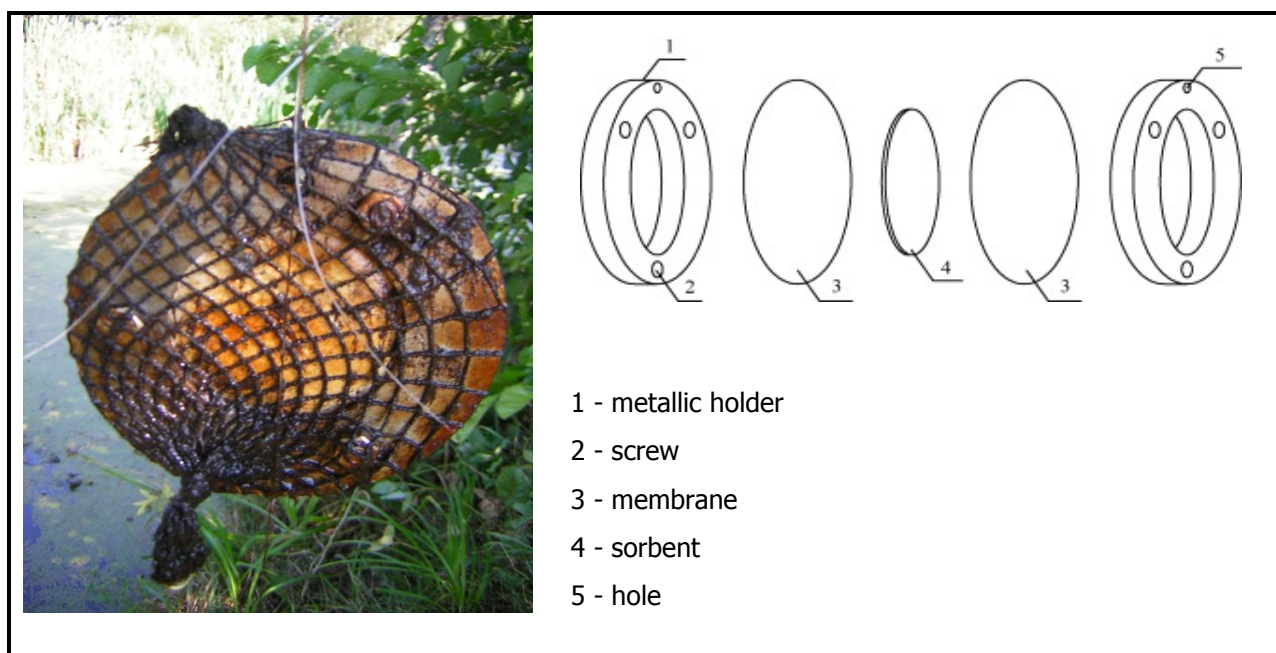 1
5
2
3
4
3
1 - metallic holder
2 - screw
3 - membrane
4 - sorbent
5 - hole